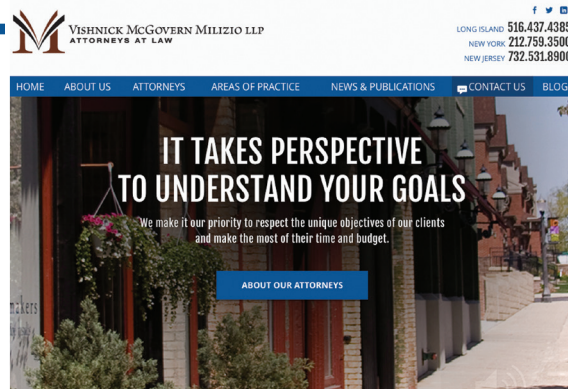 VISHNICK MCGOVERN MILIZIO LLP
ATTORNEYS AT LAW
LONG ISLAND 516.437.4385
NEW YORK 212.759.3500
NEW JERSEY 732.531.8900
HOME ABOUT US ATTORNEYS AREAS OF PRACTICE NEWS & PUBLICATIONS CONTACT US BLOG
IT TAKES PERSPECTIVE
TO UNDERSTAND YOUR GOALS
We make it our priority to respect the unique objectives of our clients
and make the most of their time and budget.
ABOUT OUR ATTORNEYS
makers